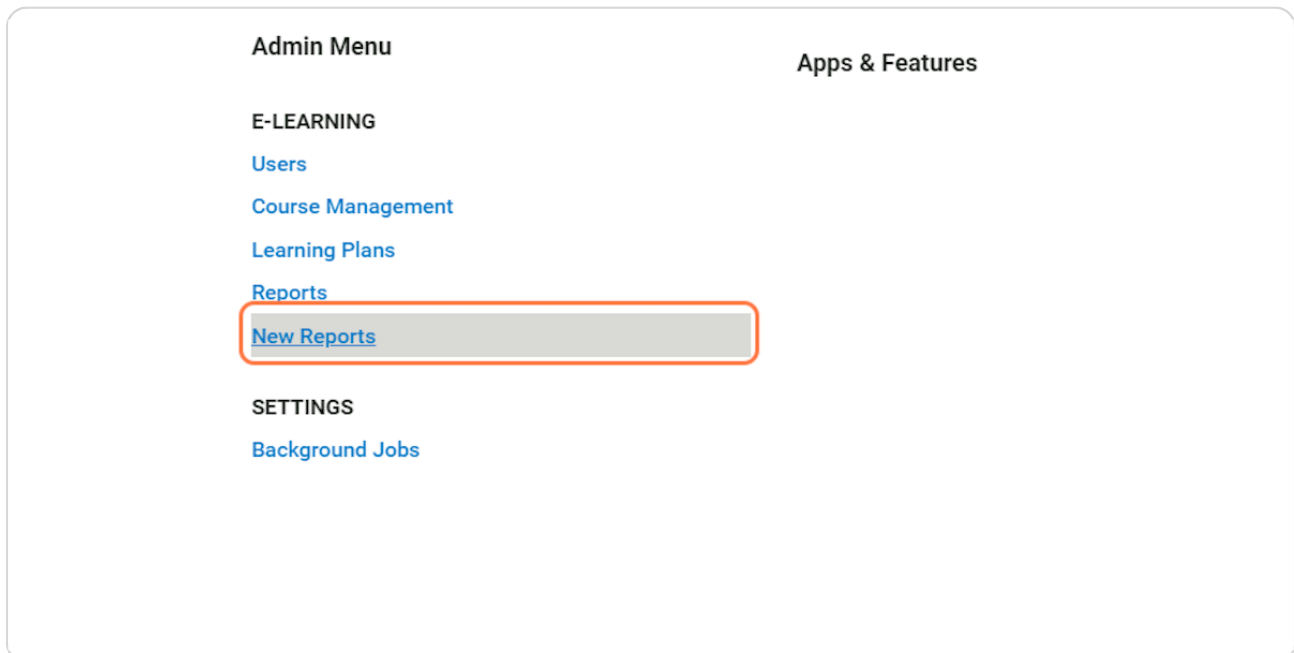 Admin Menu
Apps & Features
E-LEARNING
Users
Course Management
Learning Plans
Reports
New Reports
SETTINGS
Background Jobs